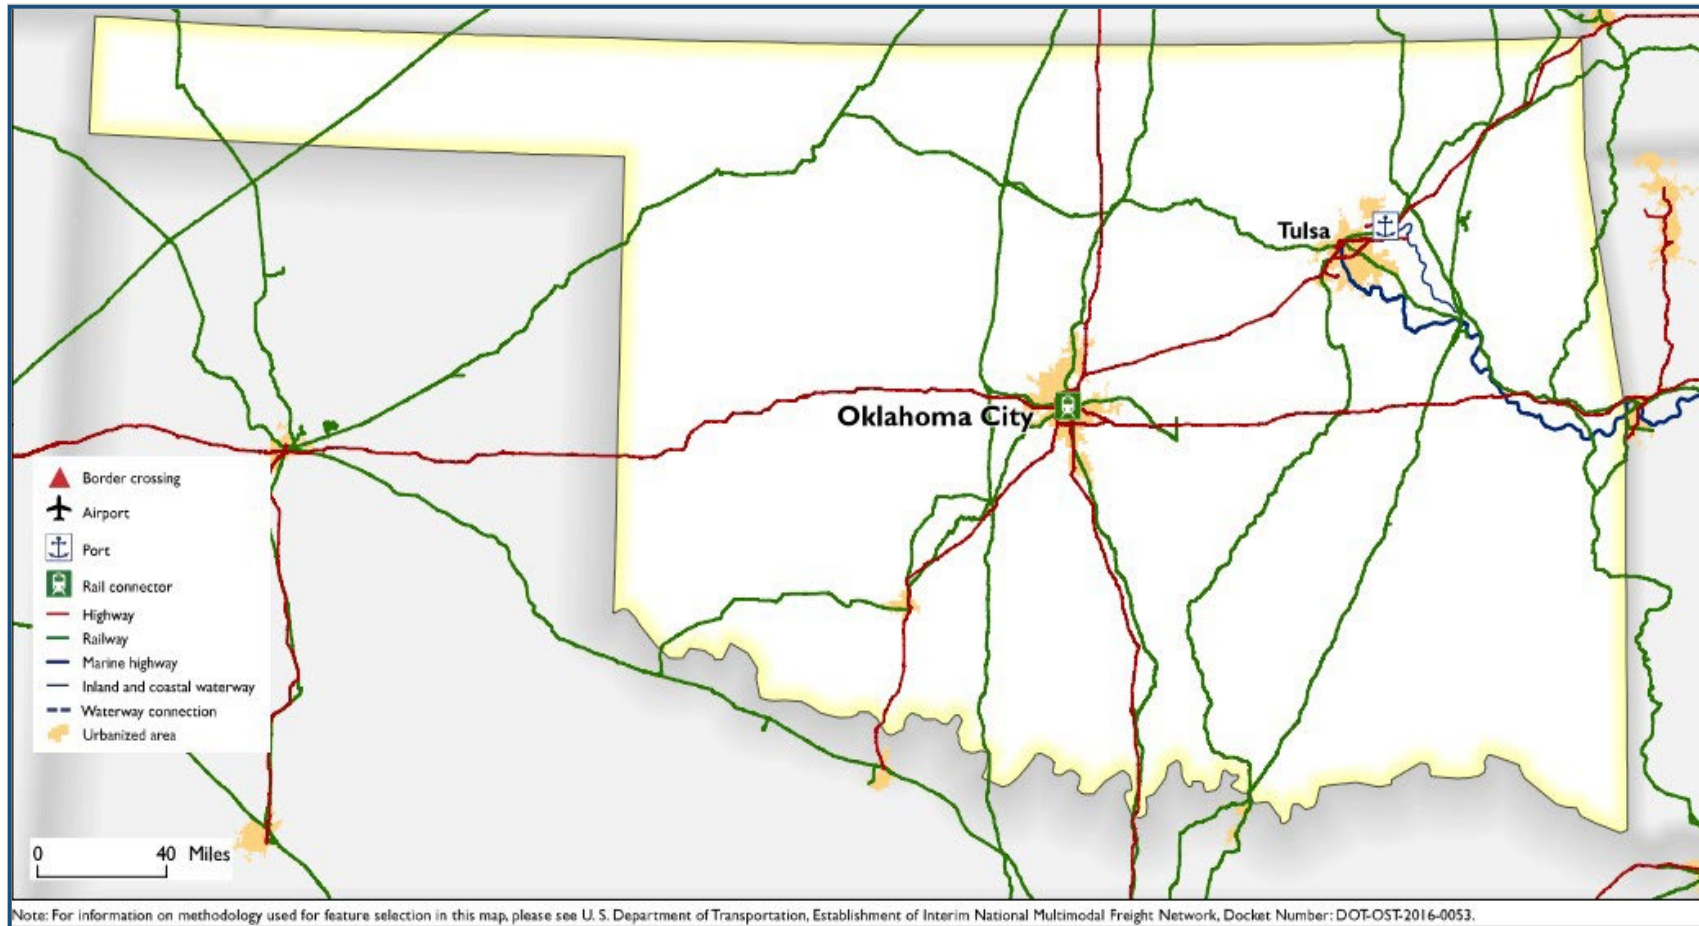 Tulsa
Oklahoma City
Border crossing
Airport
Port
Rail connector
Highway
Railway
Marine highway
Inland and coastal waterway
Waterway connection
Urbanized area
0 40 Miles
Note: For information on methodology used for feature selection in this map, please see U. S. Department of Transportation, Establishment of Interim National Multimodal Freight Network, Docket Number: DOT-OST-2016-0053.